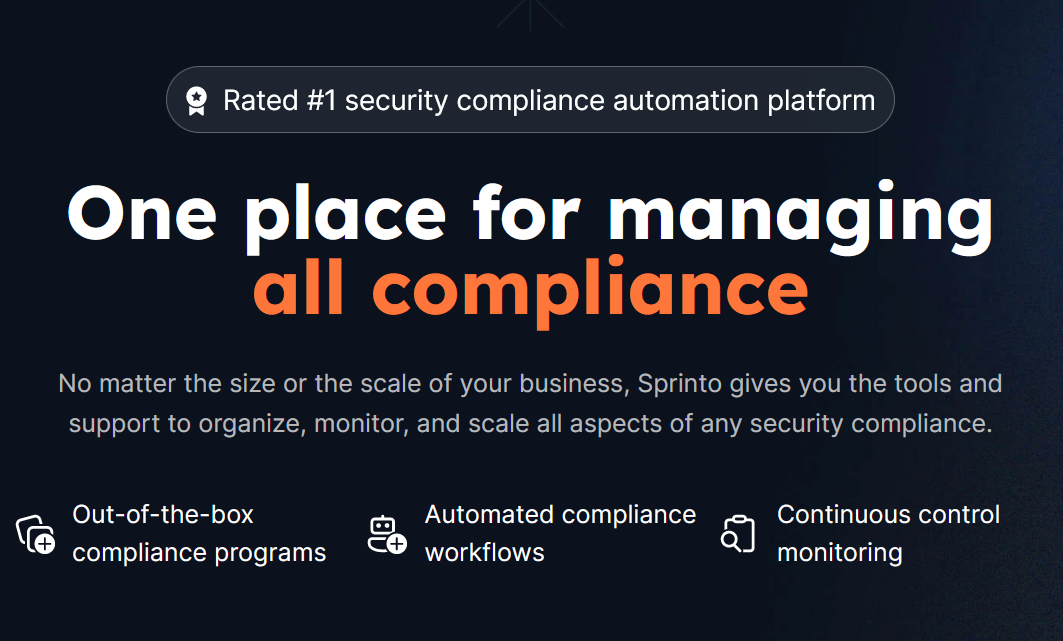 Rated #1 security compliance automation platform
One place for managing
all compliance
No matter the size or the scale of your business, Sprinto gives you the tools and
support to organize, monitor, and scale all aspects of any security compliance.
Out-of-the-box
compliance programs
Automated compliance
workflows
Continuous control
monitoring